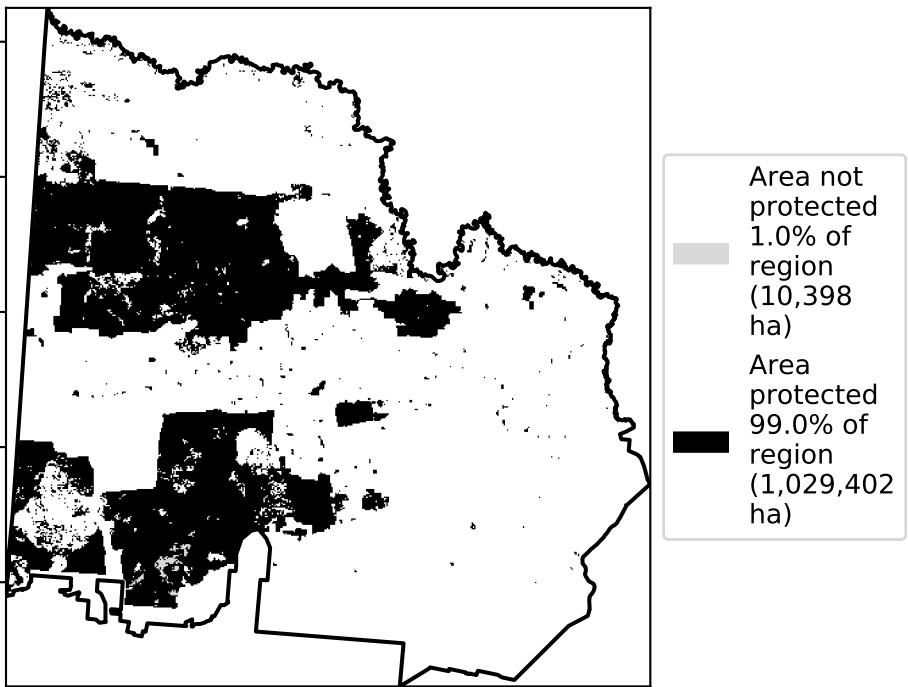 Area not
protected
1.0% of
region
(10,398
ha)
Area
protected
99.0% of
region
(1,029,402
ha)